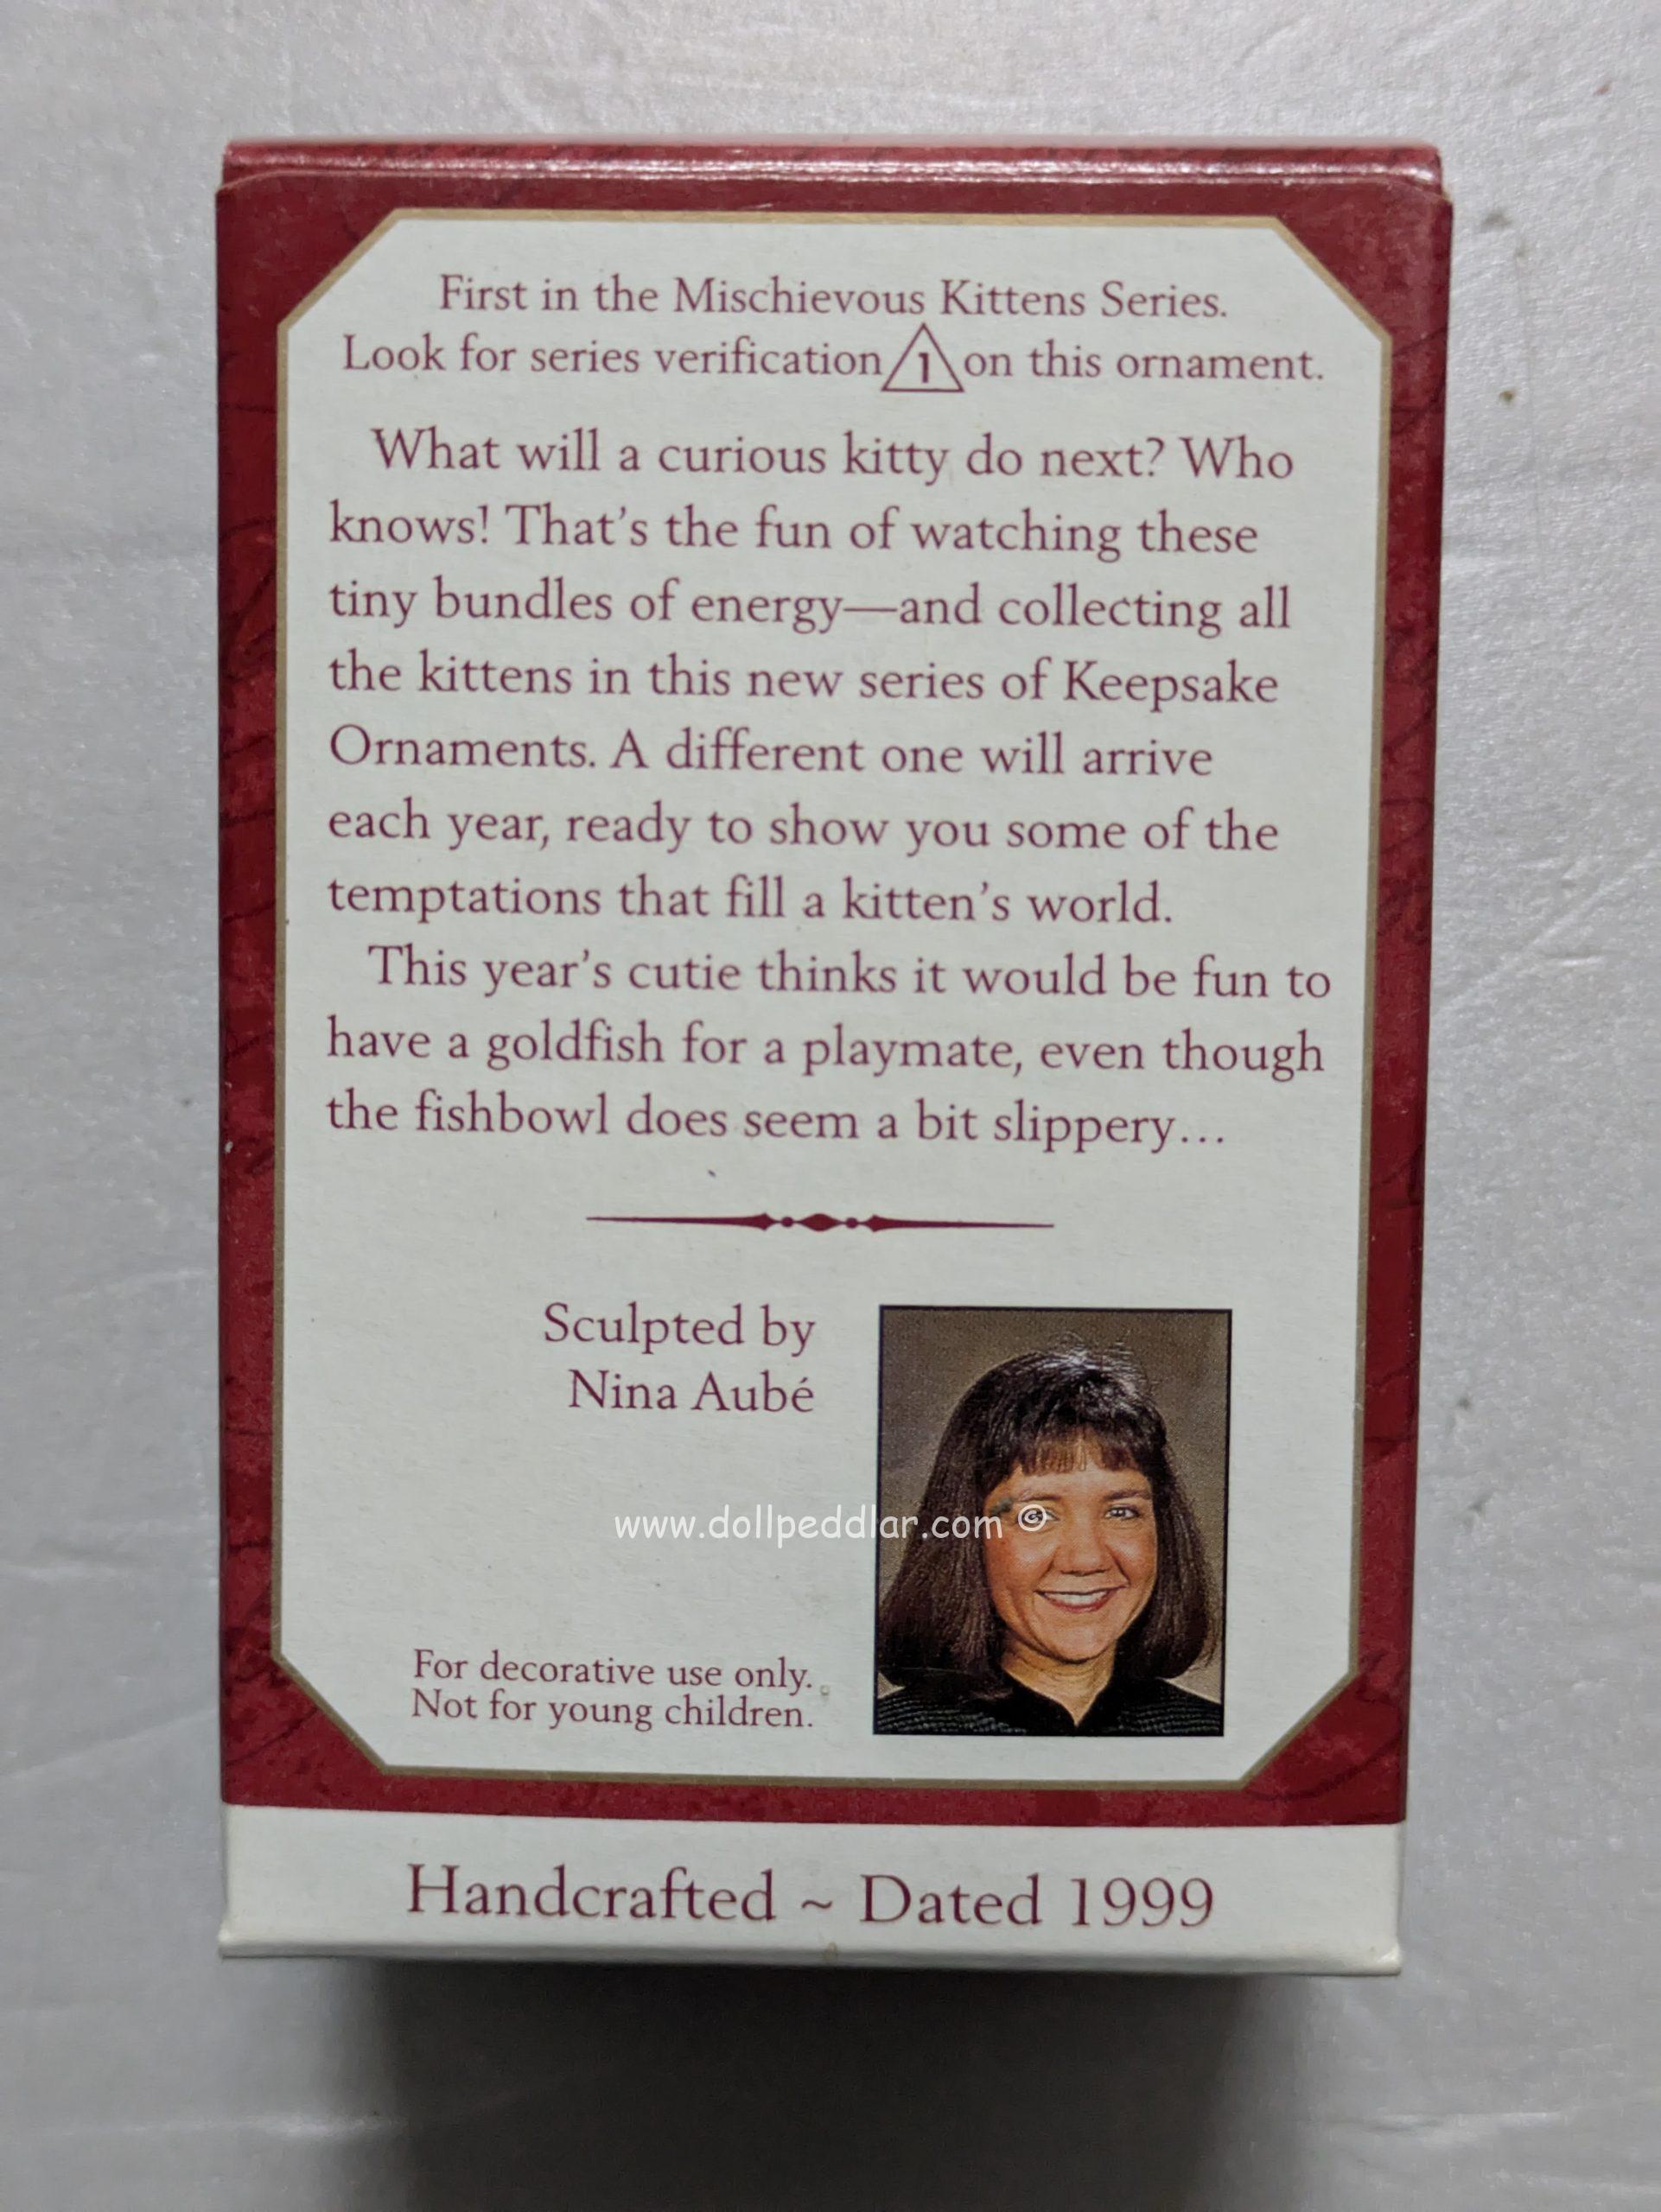 First in the Mischievous Kittens Series.
Look for series verification 1 on this ornament.
What will a curious kitty do next? Who
knows! That's the fun of watching these
tiny bundles of energy—and collecting all
the kittens in this new series of Keepsake
Ornaments. A different one will arrive
each year, ready to show you some of the
temptations that fill a kitten's world.
This year's cutie thinks it would be fun to
have a goldfish for a playmate, even though
the fishbowl does seem a bit slippery...
Sculpted by
Nina Aubé
www.dollpeddlar.com ©
For decorative use only.
Not for young children.
Handcrafted ~ Dated 1999